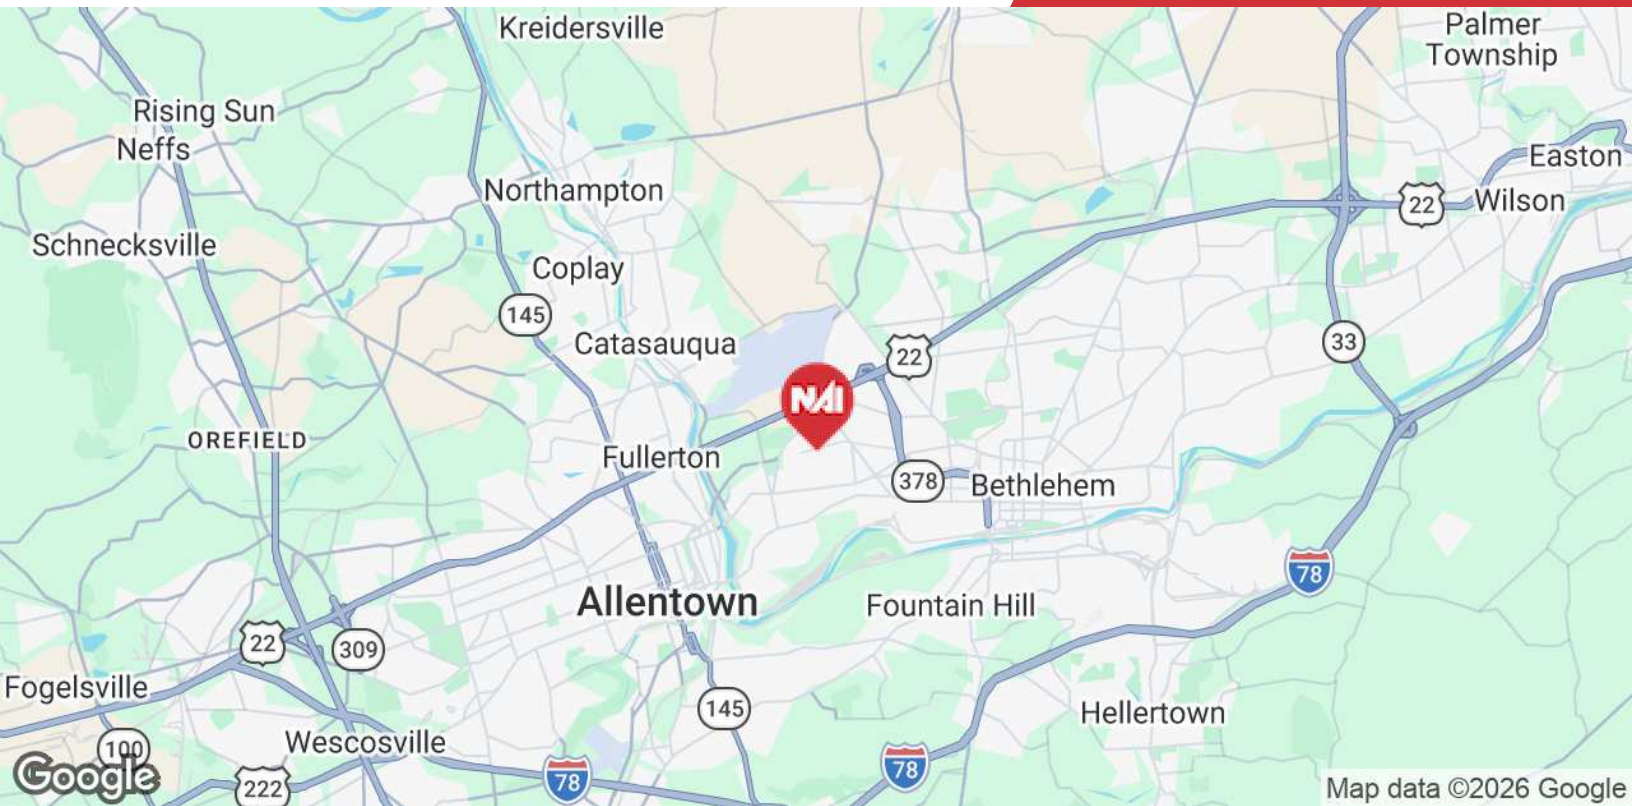 Kreidersville
Palmer
Township
Rising Sun
Neffs
Easton
Northampton
22
Wilson
Schnecksville
Coplay
145
Catasauqua
22
33
NAI
OREFIELD
Fullerton
378
Bethlehem
78
Allentown
Fountain Hill
22
309
Fogelsville
145
Hellertown
Wescosville
100
78
78
222
Google
Map data ©2026 Google